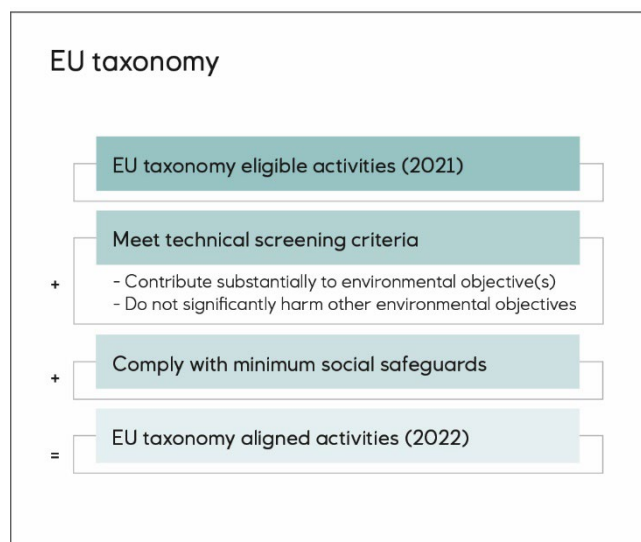 EU taxonomy
EU taxonomy eligible activities (2021)
Meet technical screening criteria
+
- Contribute substantially to environmental objective(s)
- Do not significantly harm other environmental objectives
+
Comply with minimum social safeguards
=
EU taxonomy aligned activities (2022)